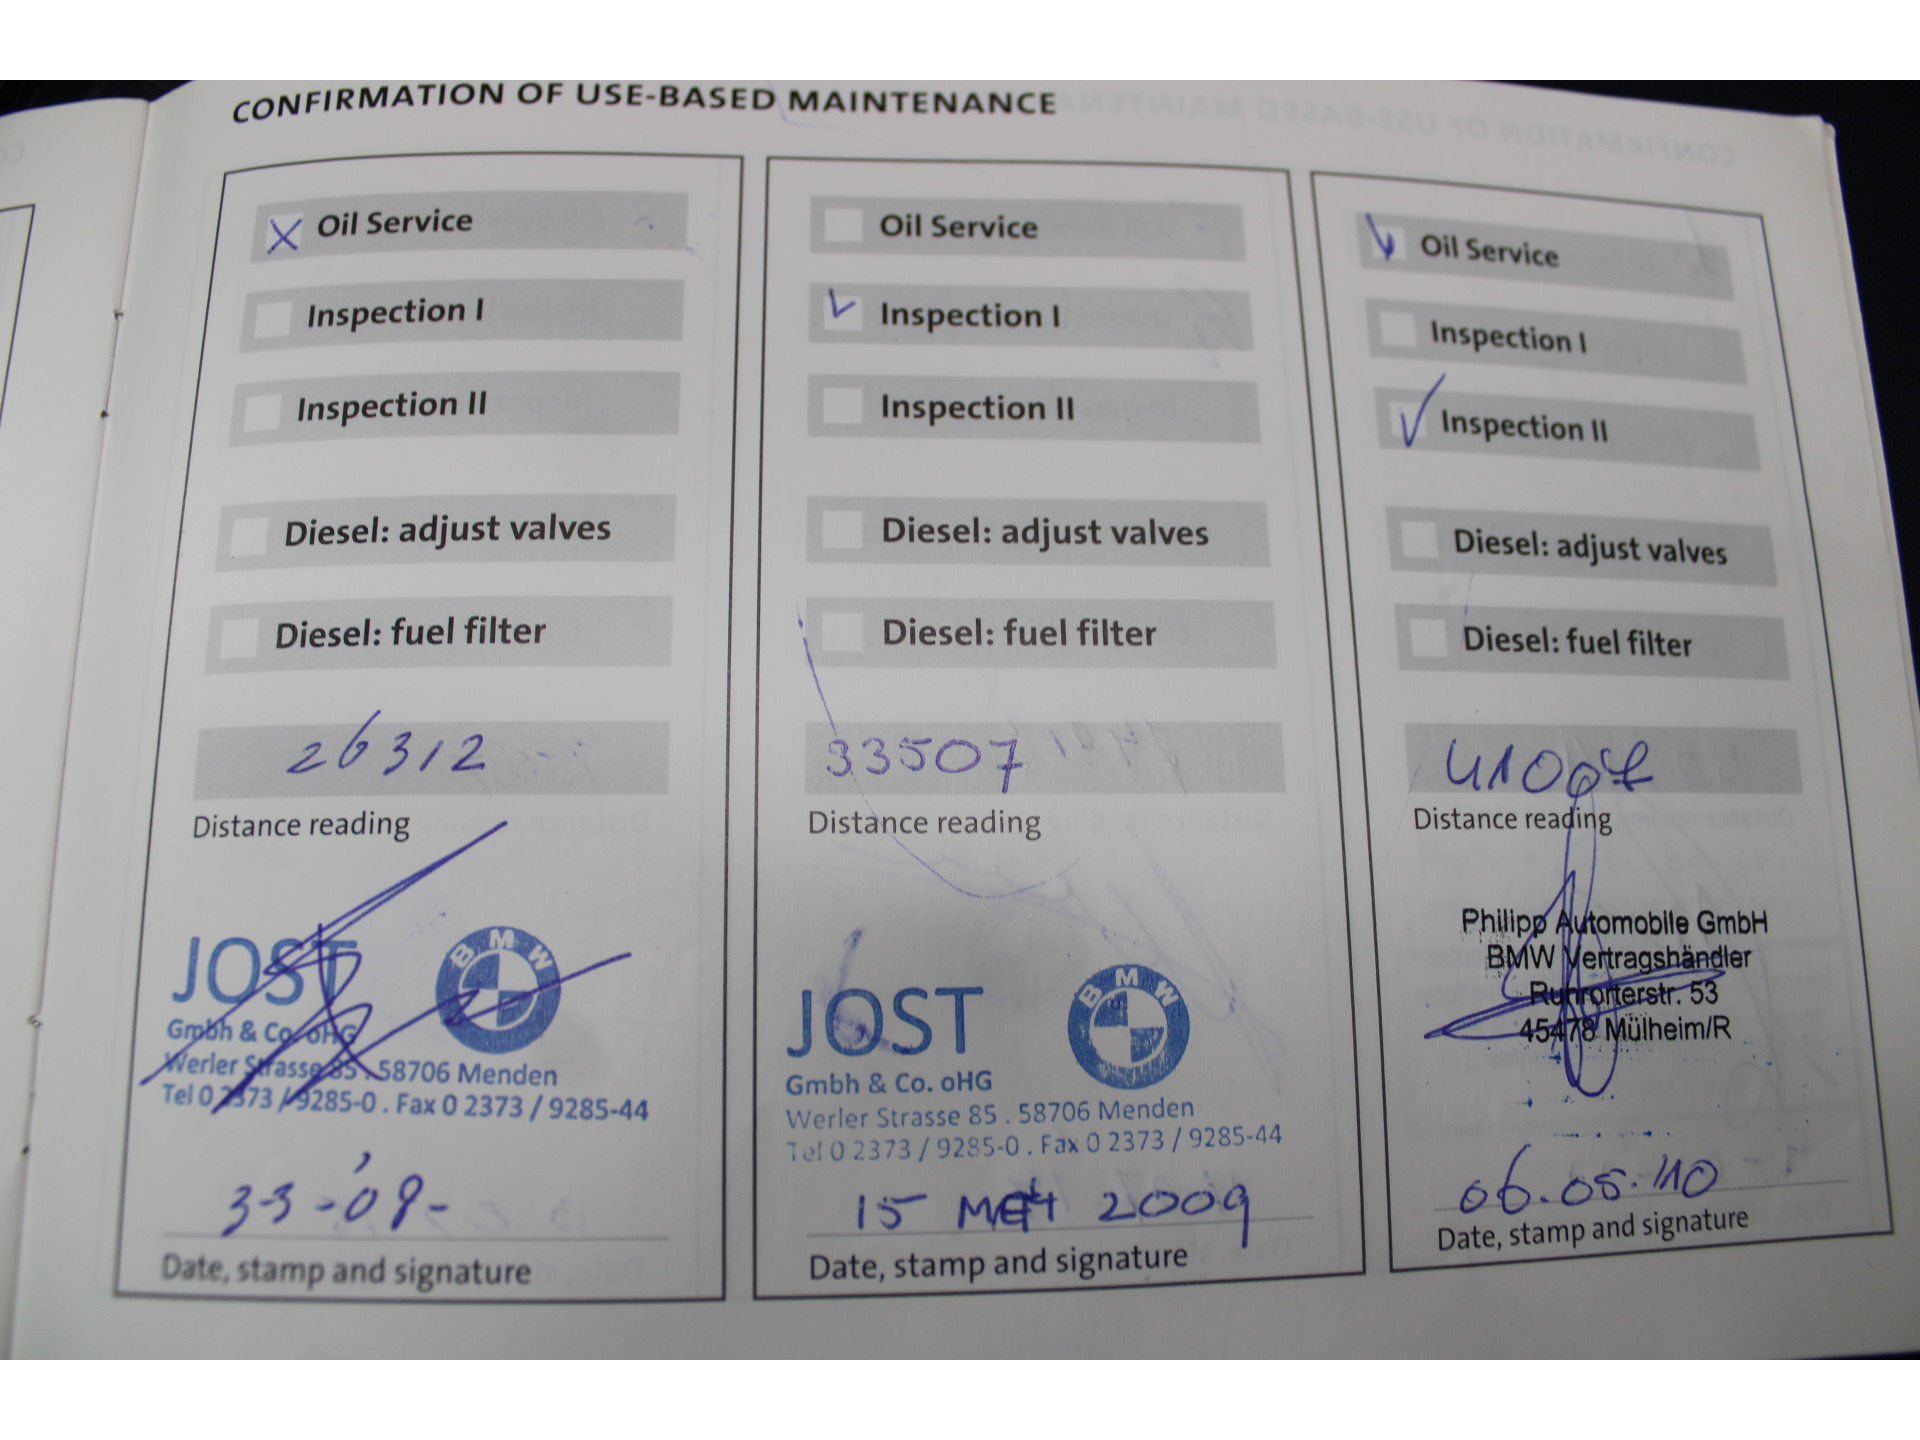 CONFIRMATION OF USE-BASED MAINTENANCE
Oil Service
Inspection I
Inspection II
Diesel: adjust valves
Diesel: fuel filter
26312
Distance reading
JOST
BMW
Gmbh & Co. oHG
Werler Strasse 85 . 58706 Menden
Tel 0 2373 / 9285-0 . Fax 0 2373 / 9285-44
Date, stamp and signature
Oil Service
Inspection I
Inspection II
Diesel: adjust valves
Diesel: fuel filter
33507
Distance reading
JOST
BMW
Gmbh & Co. oHG
Werler Strasse 85 . 58706 Menden
Tel 0 2373 / 9285-0 . Fax 0 2373 / 9285-44
15 2009
Date, stamp and signature
Oil Service
Inspection I
Inspection II
Diesel: adjust valves
Diesel: fuel filter
Distance reading
Philipp Automobile GmbH
BMW Vertragshändler
Ruhrorterstr. 53
45478 Mülheim/R
06.05.10
Date, stamp and signature